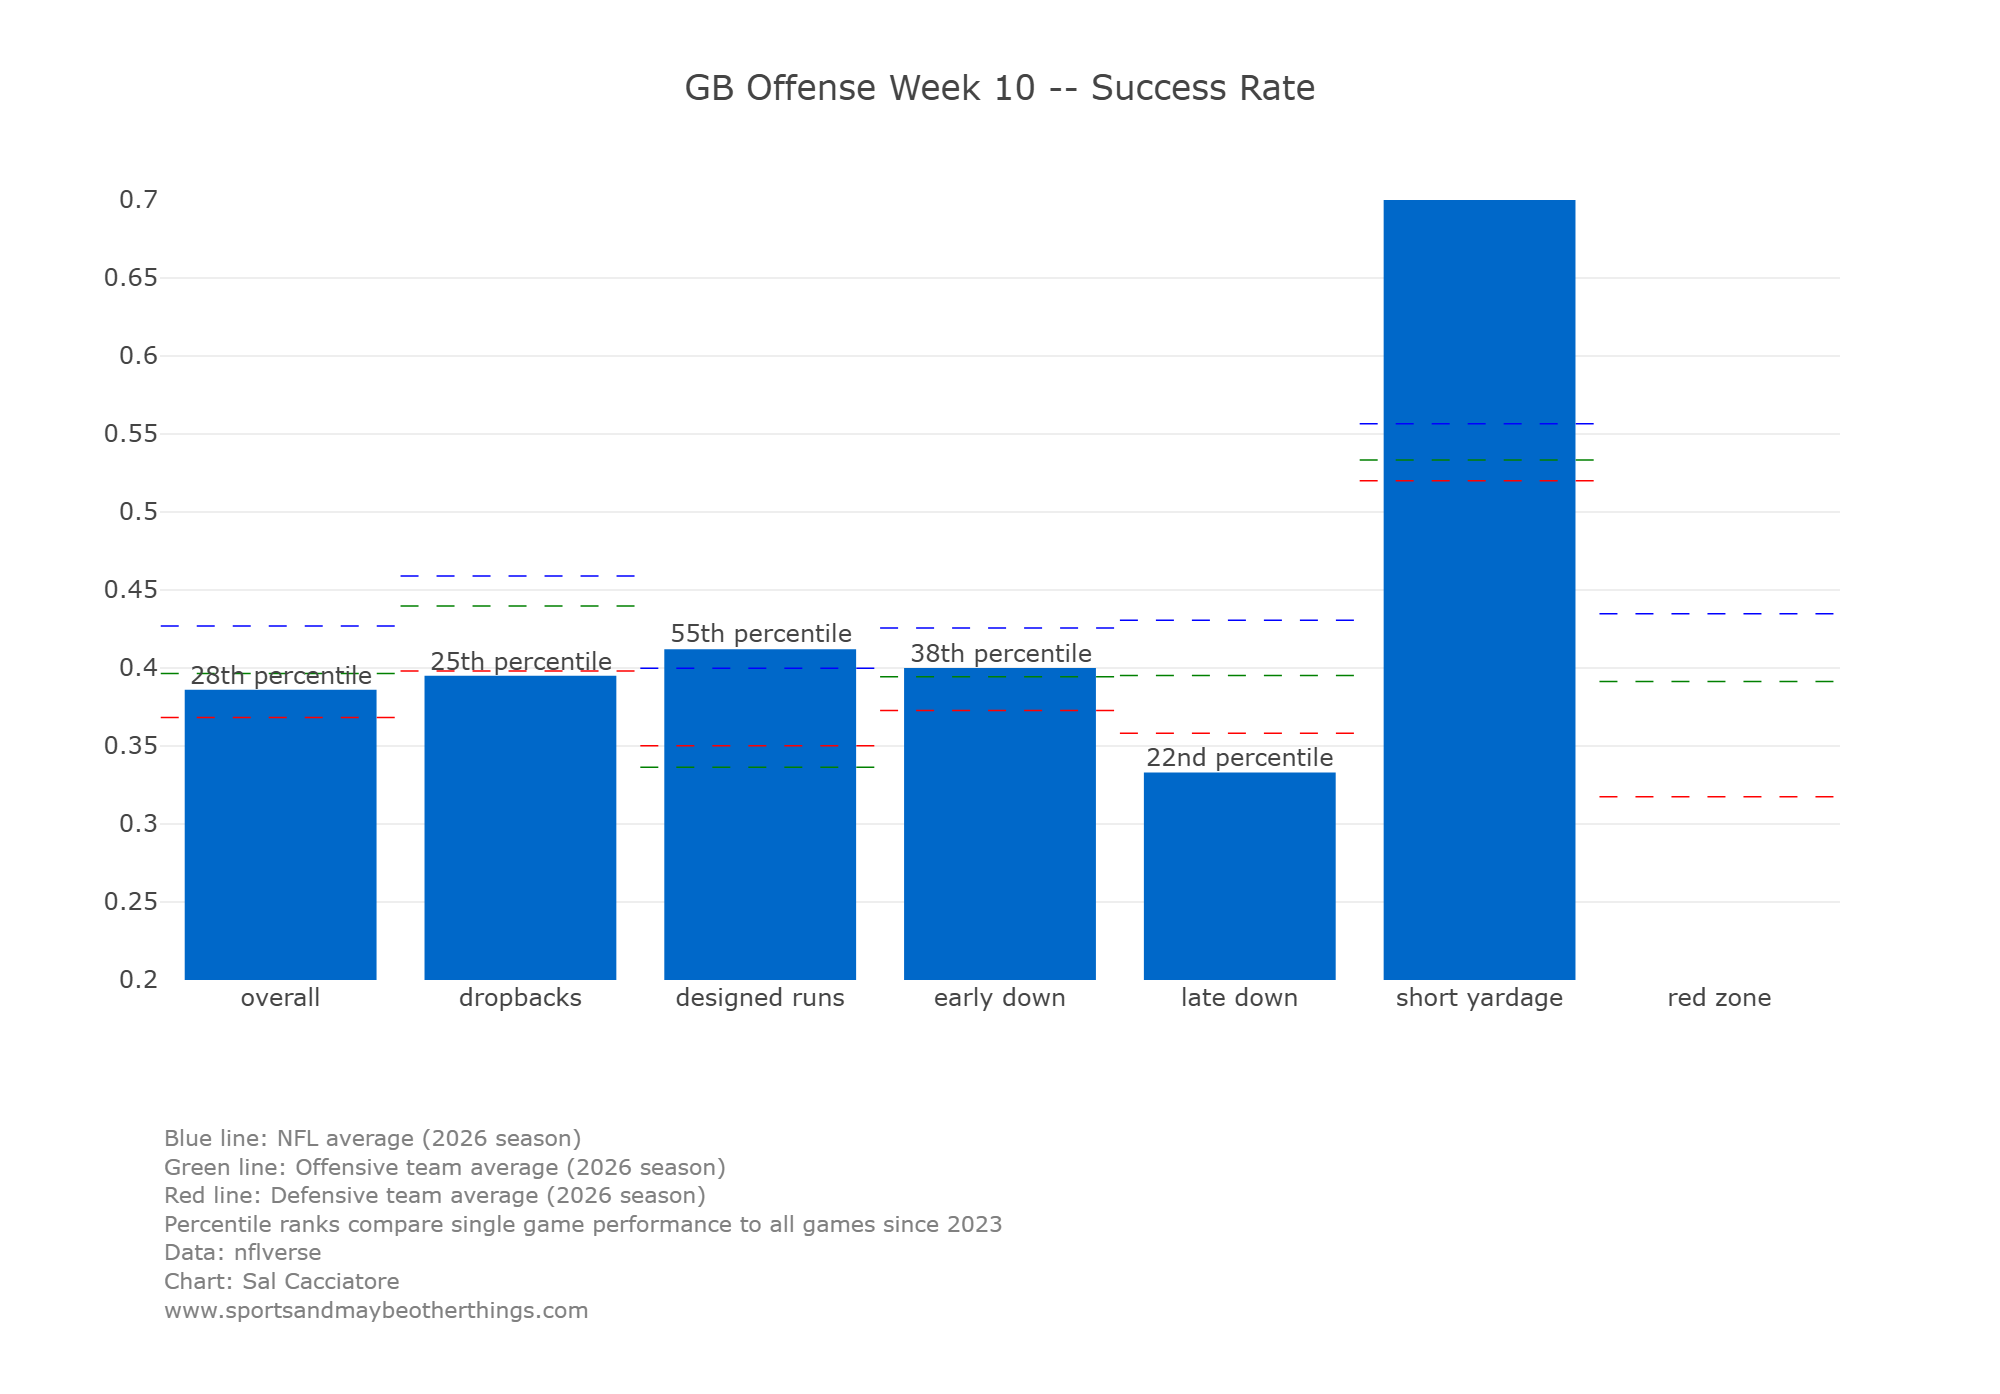 GB Offense Week 10 -- Success Rate
0.7
0.65
0.6
0.55
0.5
0.45
0.4
0.35
0.3
0.25
0.2
28th percentile
25th percentile
55th percentile
38th percentile
22nd percentile
overall
dropbacks
designed runs
early down
late down
short yardage
red zone
Blue line: NFL average (2026 season)
Green line: Offensive team average (2026 season)
Red line: Defensive team average (2026 season)
Percentile ranks compare single game performance to all games since 2023
Data: nflverse
Chart: Sal Cacciatore
www.sportsandmaybeotherthings.com